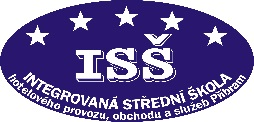 ISŠ
INTEGROVANÁ STŘEDNÍ ŠKOLA
hotelového provozu, obchodu a služeb Příbram